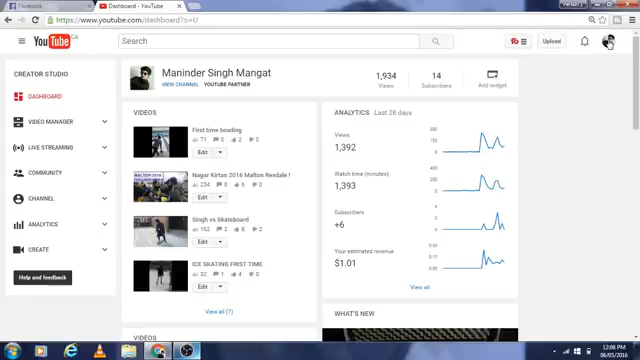 Facebook
Dashboard - YouTube
https://www.youtube.com/dashboard?o=U
YouTube CA
Search
Upload
CREATOR STUDIO
DASHBOARD
VIDEO MANAGER
LIVE STREAMING
COMMUNITY
CHANNEL
ANALYTICS
CREATE
Help and feedback
Maninder Singh Mangat
VIEW CHANNEL YOUTUBE PARTNER
1,934
Views
14
Subscribers
Add widget
VIDEOS
First time bowling
71 0 2 0
Edit
Nagar Kirtan 2016 Malton Rexdale !
254 0 6 0
Edit
Singh vs Skateboard
162 2 8 2
Edit
ICE SKATING FIRST TIME
32 1 4 0
Edit
View all (7)
VIDEOS
ANALYTICS Last 28 days
Views
1,392
Watch time (minutes)
1,393
Subscribers
+6
Your estimated revenue
$1.01
View all
WHAT'S NEW
12:08 PM
06/05/2016